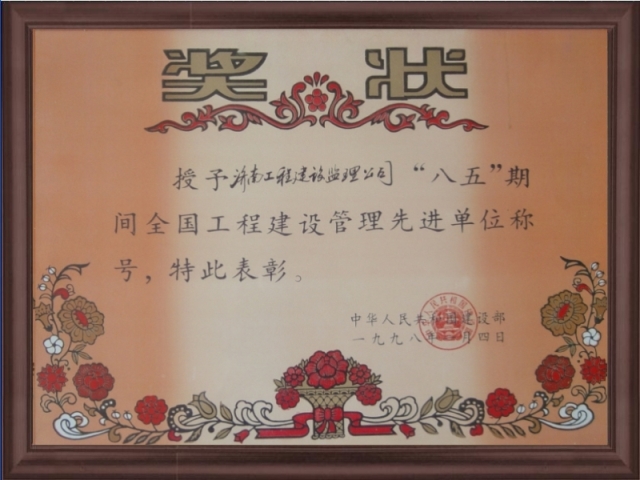 奖状
授予济南工程建设监理公司“八五”期
间全国工程建设管理先进单位称
号，特此表彰。
中华人民共和国建设部
一九九八年 月四日